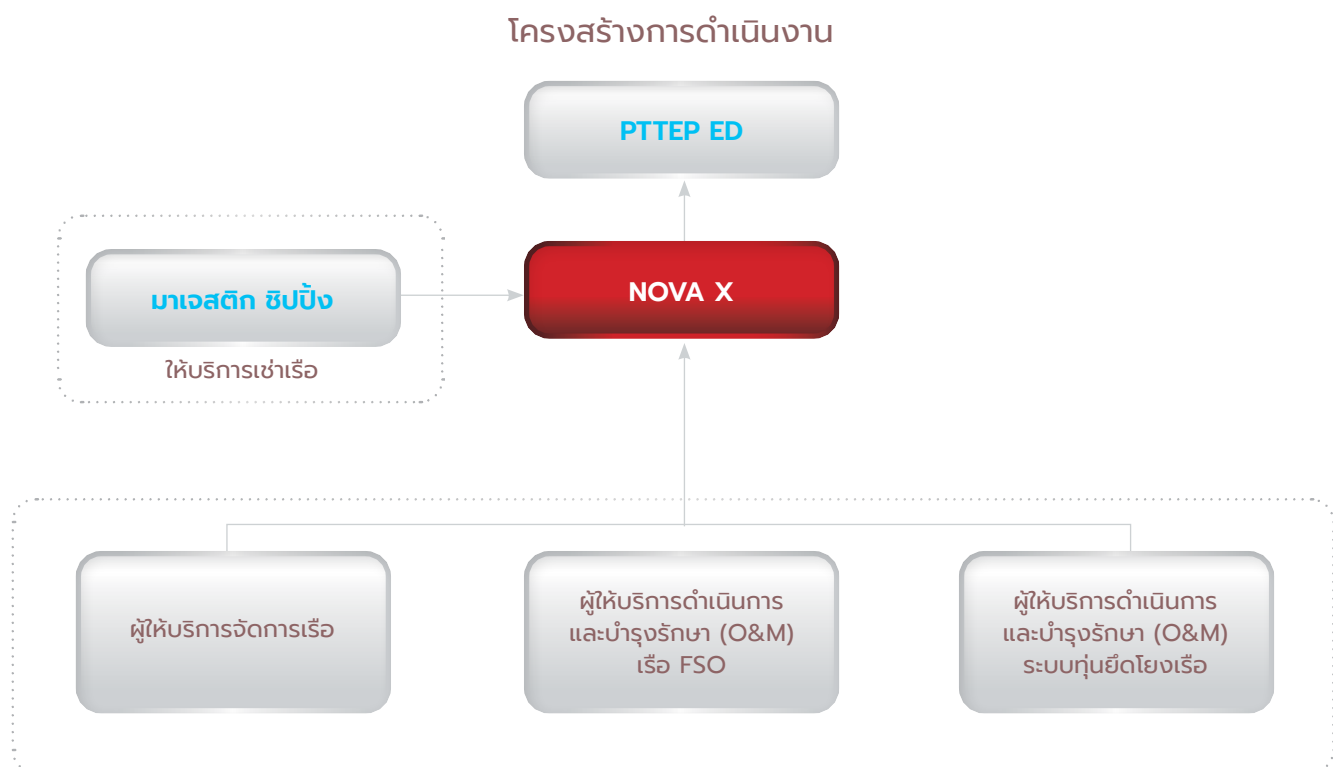 โครงสร้างการดำเนินงาน
PTTEP ED
มาเจสติก ชิปปิ้ง
NOVA X
ให้บริการเช่าเรือ
ผู้ให้บริการจัดการเรือ
ผู้ให้บริการดำเนินการ
และบำรุงรักษา (O&M)
เรือ FSO
ผู้ให้บริการดำเนินการ
และบำรุงรักษา (O&M)
ระบบทุ่นยึดโยงเรือ